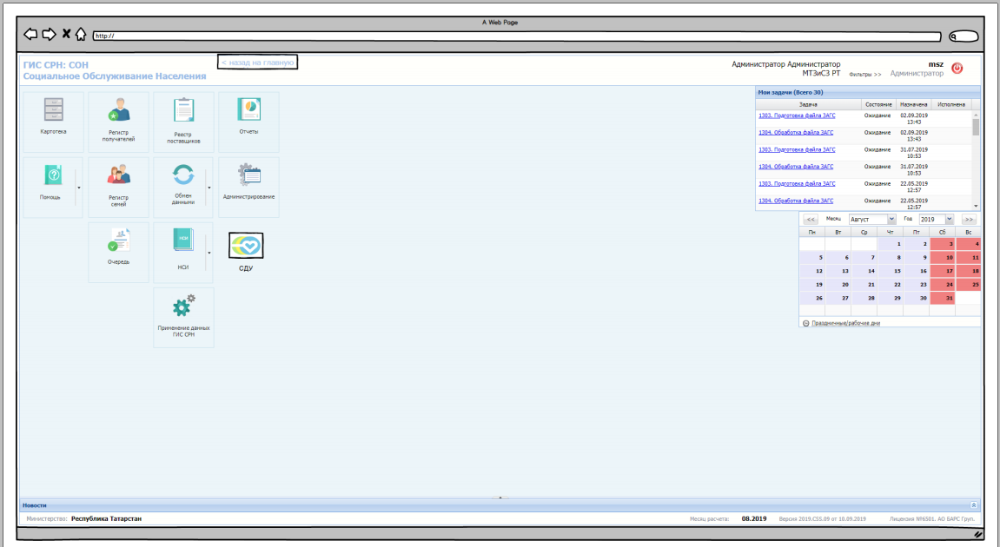 A Web Page
http://
ГИС СРН: СОН
Социальное Обслуживание Населения
< назад на главную
Администратор Администратор
МТЗиСЗ РТ
Фильтры >>
msz
Администратор
Картотека
Регистр
получателей
Реестр
поставщиков
Отчеты
Помощь
Регистр
семей
Обмен
данными
Администрирование
Очередь
НСИ
НСИ
СДУ
Применение данных
ГИС СРН
Мои задачи (Всего 30)
Задача Состояние Назначена Исполнена
1303. Подготовка файла ЗАГС Ожидание 02.09.2019
13:43
1304. Обработка файла ЗАГС Ожидание 02.09.2019
13:43
1303. Подготовка файла ЗАГС Ожидание 31.07.2019
10:53
1304. Обработка файла ЗАГС Ожидание 31.07.2019
10:53
1303. Подготовка файла ЗАГС Ожидание 22.05.2019
12:57
1304. Обработка файла ЗАГС Ожидание 22.05.2019
12:57
<< Месяц Август Год 2019 >>
Пн Вт Ср Чт Пт Сб Вс
1 2 3 4
5 6 7 8 9 10 11
12 13 14 15 16 17 18
19 20 21 22 23 24 25
26 27 28 29 30 31
Праздничные/рабочие дни
Новости
Министерство: Республика Татарстан
Месяц расчета: 08.2019
Версия 2019.CSS.09 от 10.09.2019
Лицензия №6501. АО БАРС Груп.